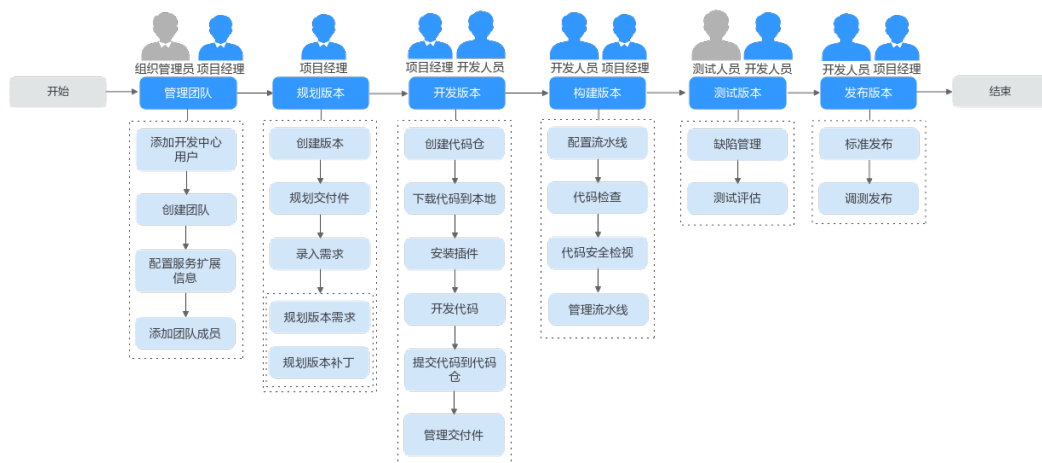 组织管理员 项目经理
项目经理
项目经理 开发人员
开发人员 项目经理
测试人员 开发人员
开发人员 项目经理
开始
管理团队
规划版本
开发版本
构建版本
测试版本
发布版本
结束
添加开发中心
用户
创建团队
配置服务扩展
信息
添加团队成员
创建版本
规划交付件
录入需求
规划版本需求
规划版本补丁
创建代码仓
下载代码到本地
安装插件
开发代码
提交代码到代码
仓
管理交付件
配置流水线
代码检查
代码安全检视
管理流水线
缺陷管理
测试评估
标准发布
调测发布